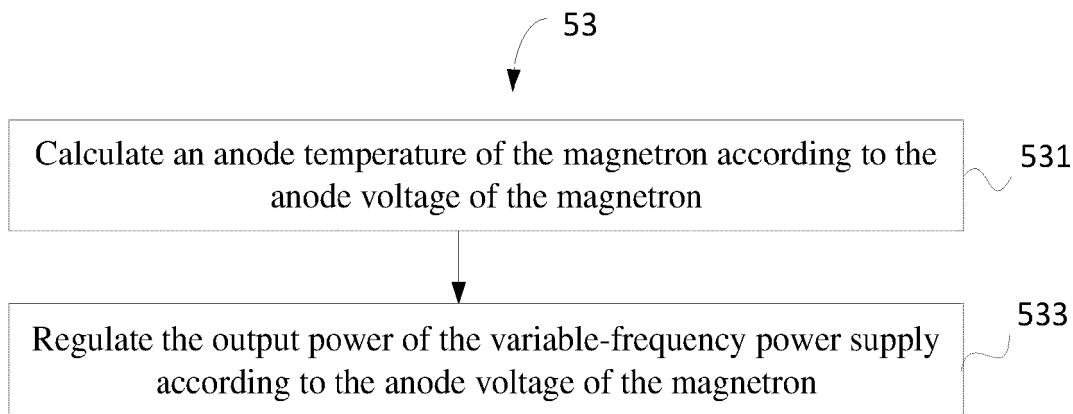 53
Calculate an anode temperature of the magnetron according to the
anode voltage of the magnetron
531
Regulate the output power of the variable-frequency power supply
according to the anode voltage of the magnetron
533